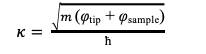 κ = √(m (φ_tip + φ_sample)) / ħ